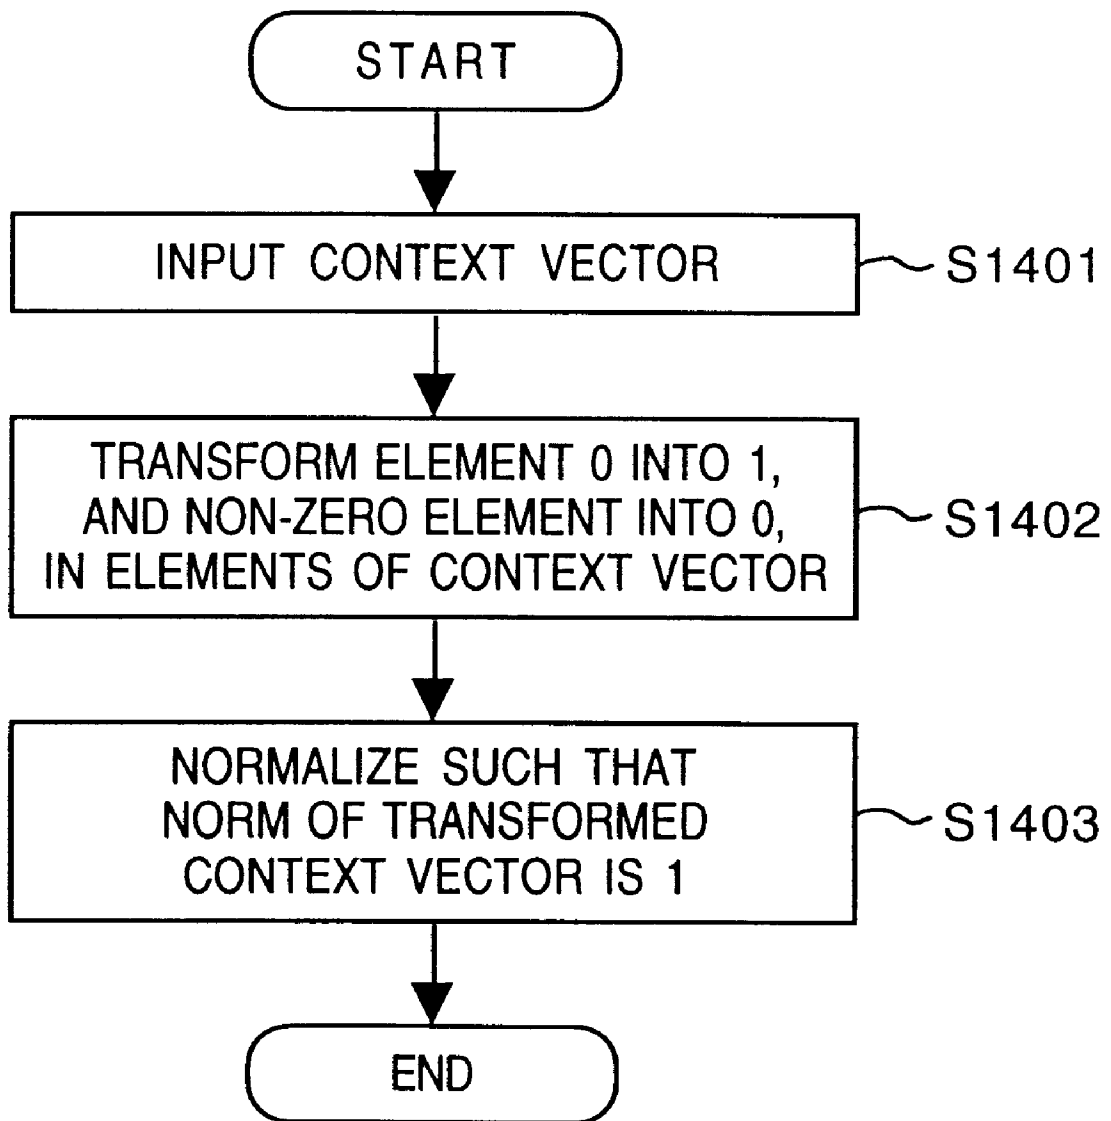 START
INPUT CONTEXT VECTOR
S1401
TRANSFORM ELEMENT 0 INTO 1,
AND NON-ZERO ELEMENT INTO 0,
IN ELEMENTS OF CONTEXT VECTOR
S1402
NORMALIZE SUCH THAT
NORM OF TRANSFORMED
CONTEXT VECTOR IS 1
S1403
END